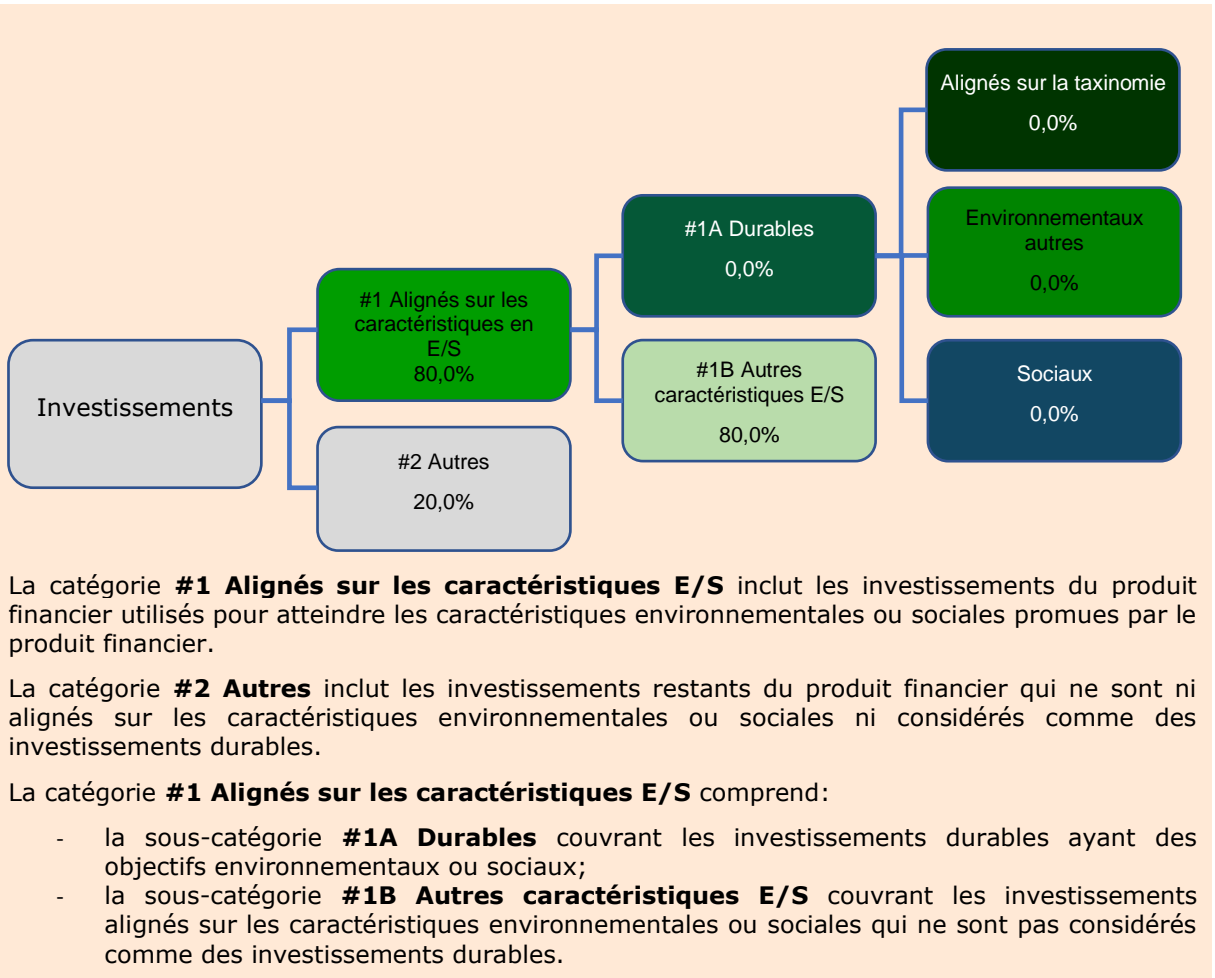 Alignés sur la taxinomie
0,0%
#1A Durables
0,0%
Environnementaux
autres
0,0%
#1 Alignés sur les
caractéristiques en
E/S
80,0%
#1B Autres
caractéristiques E/S
80,0%
Sociaux
0,0%
Investissements
#2 Autres
20,0%
La catégorie #1 Alignés sur les caractéristiques E/S inclut les investissements du produit
financier utilisés pour atteindre les caractéristiques environnementales ou sociales promues par le
produit financier.
La catégorie #2 Autres inclut les investissements restants du produit financier qui ne sont ni
alignés sur les caractéristiques environnementales ou sociales ni considérés comme des
investissements durables.
La catégorie #1 Alignés sur les caractéristiques E/S comprend:
- la sous-catégorie #1A Durables couvrant les investissements durables ayant des
objectifs environnementaux ou sociaux;
- la sous-catégorie #1B Autres caractéristiques E/S couvrant les investissements
alignés sur les caractéristiques environnementales ou sociales qui ne sont pas considérés
comme des investissements durables.